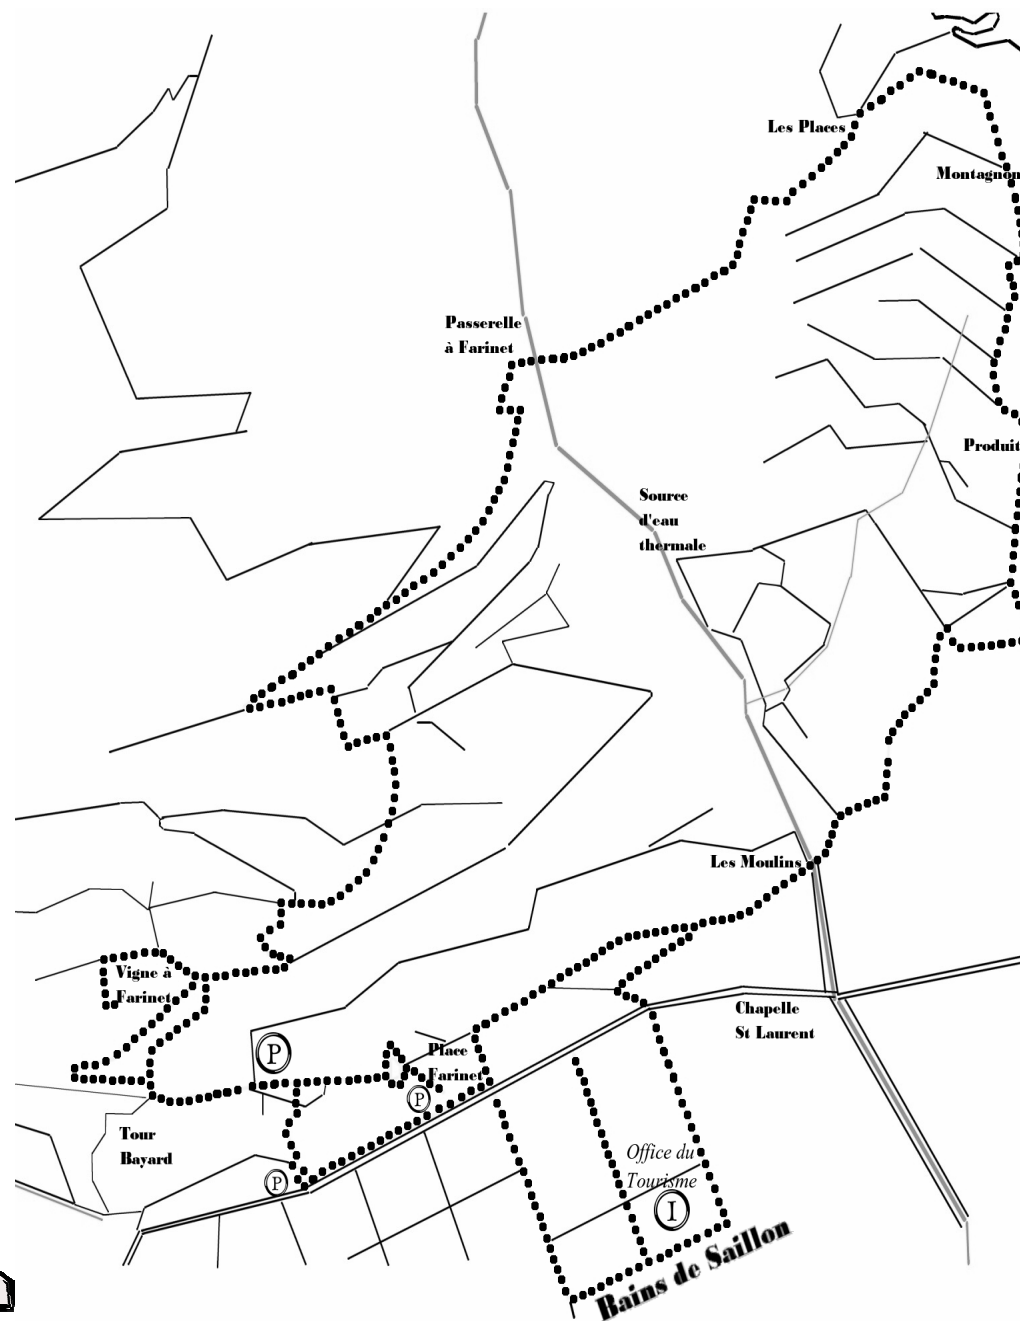 Les Places
Montagnon
Passerelle
à Farinet
Produit
Source
d'eau
thermale
Les Moulins
Vigne à
Farinet
Chapelle
St Laurent
P
Place
Farinet
P
Tour
Bayard
Office du
Tourisme
P
I
Bains de Saillon